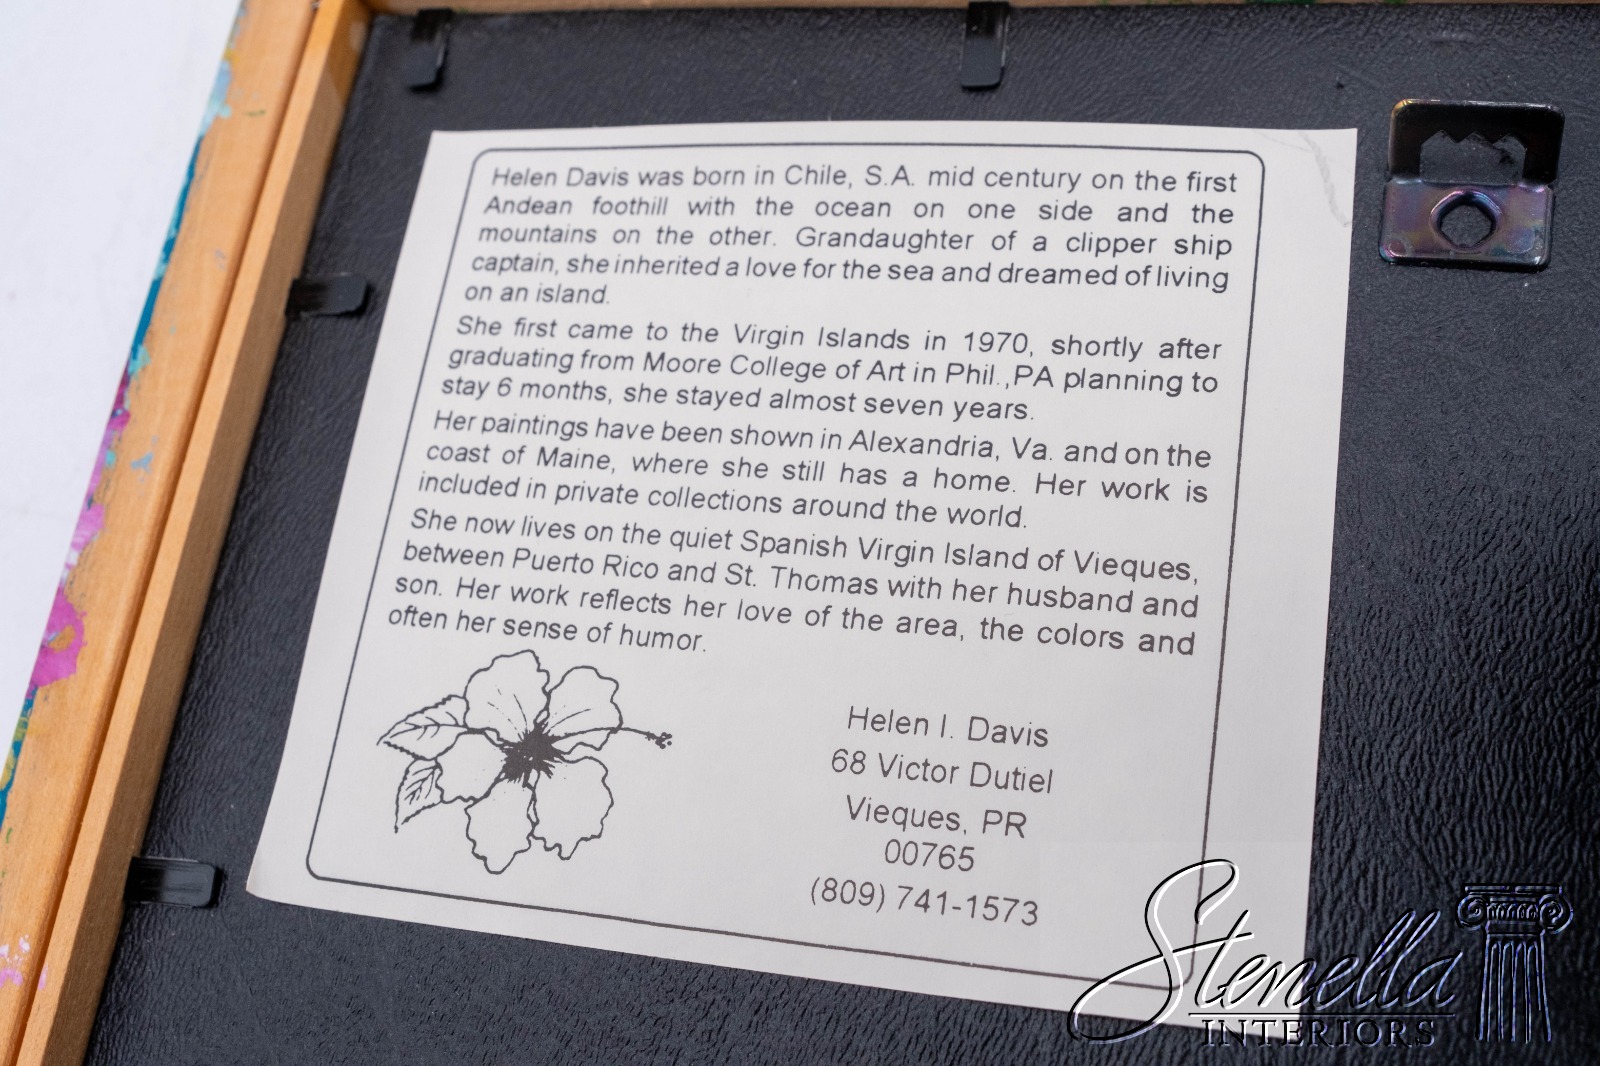 Helen Davis was born in Chile, S.A. mid century on the first
Andean foothill with the ocean on one side and the
mountains on the other. Grandaughter of a clipper ship
captain, she inherited a love for the sea and dreamed of living
on an island.
She first came to the Virgin Islands in 1970, shortly after
graduating from Moore College of Art in Phil.,PA planning to
stay 6 months, she stayed almost seven years.
Her paintings have been shown in Alexandria, Va. and on the
coast of Maine, where she still has a home. Her work is
included in private collections around the world.
She now lives on the quiet Spanish Virgin Island of Vieques,
between Puerto Rico and St. Thomas with her husband and
son. Her work reflects her love of the area, the colors and
often her sense of humor.
Helen I. Davis
68 Victor Dutiel
Vieques, PR
00765
(809) 741-1573
Stenella
INTERIORS